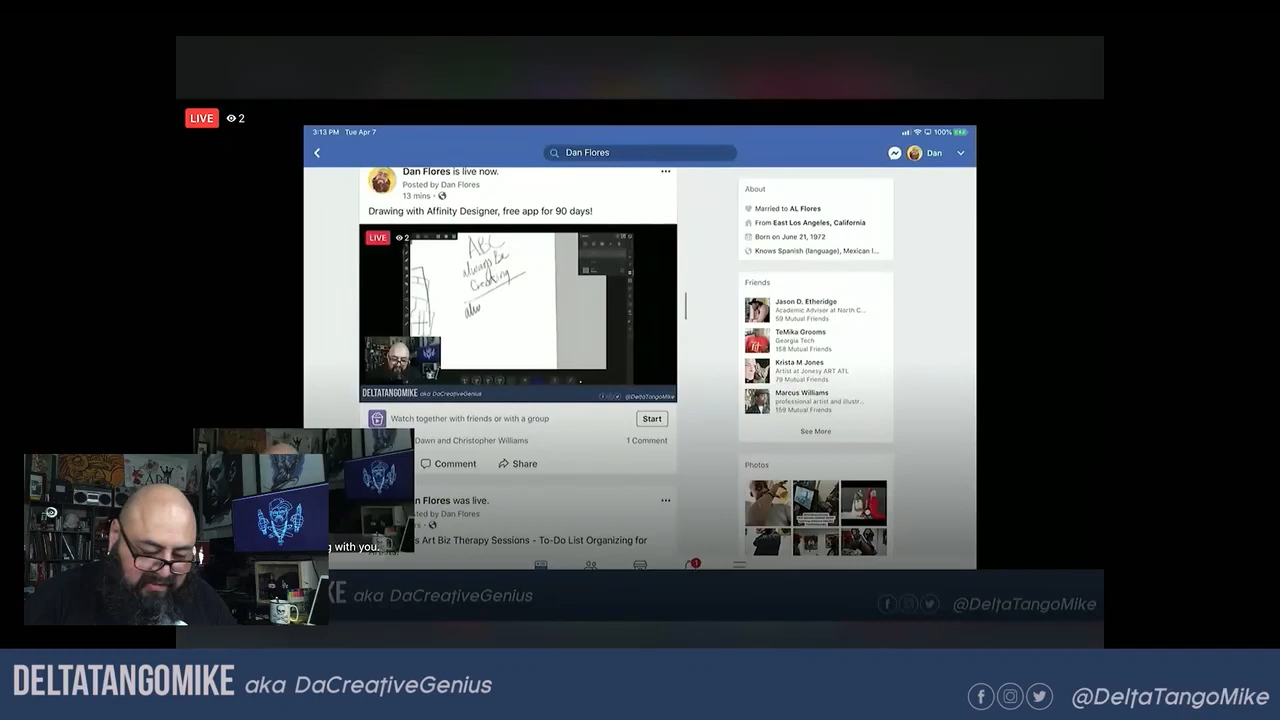 LIVE 2
3:13 PM Tue Apr 7
100%
Dan Flores
Dan
Dan Flores is live now.
Posted by Dan Flores
13 mins
Drawing with Affinity Designer, free app for 90 days!
LIVE 2
ABC
always Be
Creating
DELTATANGOMIKE aka DaCreativeGenius
@DeltaTangoMike
Watch together with friends or with a group
Start
Dawn and Christopher Williams
1 Comment
Comment
Share
Flores was live.
Dan Flores
Art Biz Therapy Sessions - To-Do List Organizing for
About
Married to AL Flores
From East Los Angeles, California
Born on June 21, 1972
Knows Spanish (language), Mexican I...
Friends
Jason D. Etheridge
Academic Advisor at North C...
59 Mutual Friends
TeMika Grooms
Georgia Tech
158 Mutual Friends
Krista M Jones
Artist at Jonesy ART ATL
79 Mutual Friends
Marcus Williams
professional artist and illustr...
159 Mutual Friends
See More
Photos
1
ART
with you.
KE aka DaCreativeGenius
@DeltaTangoMike
DELTATANGOMIKE aka DaCreativeGenius
@DeltaTangoMike